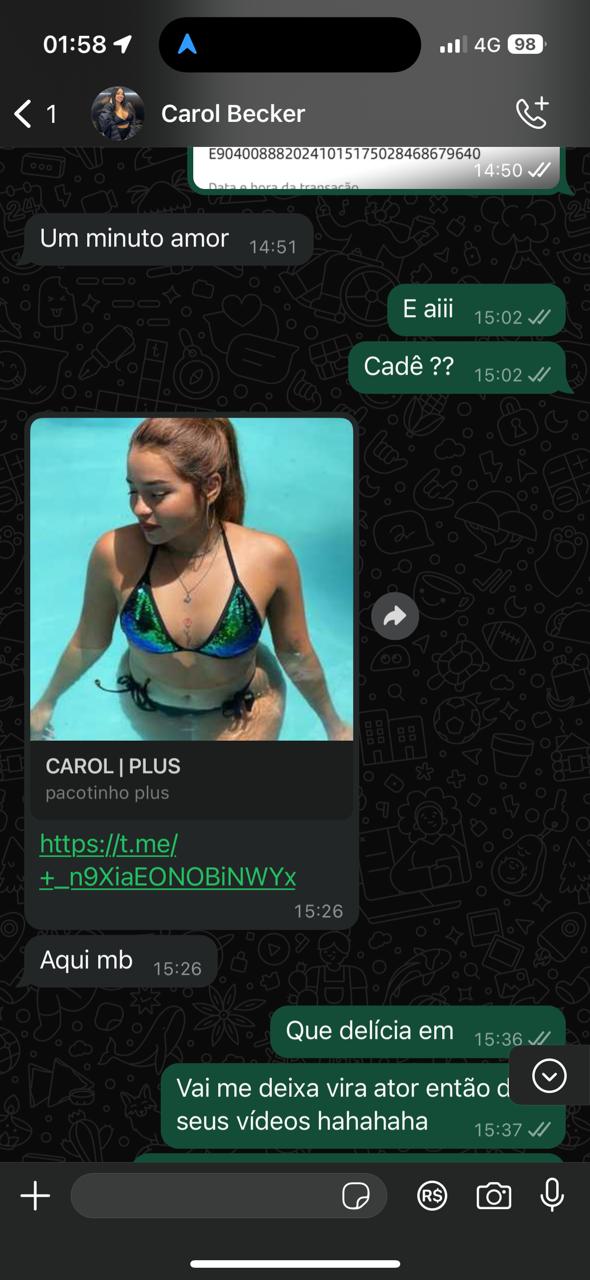 01:58
4G
98
1
Carol Becker
E9040088820241015175028468679640
Data e hora da transação
14:50
Um minuto amor 14:51
E aiii 15:02
Cadê ?? 15:02
CAROL | PLUS
pacotinho plus
https://t.me/
+_n9XiaEONOBiNWYx
15:26
Aqui mb 15:26
Que delícia em 15:36
Vai me deixa vira ator então
seus vídeos hahahaha 15:37
R$